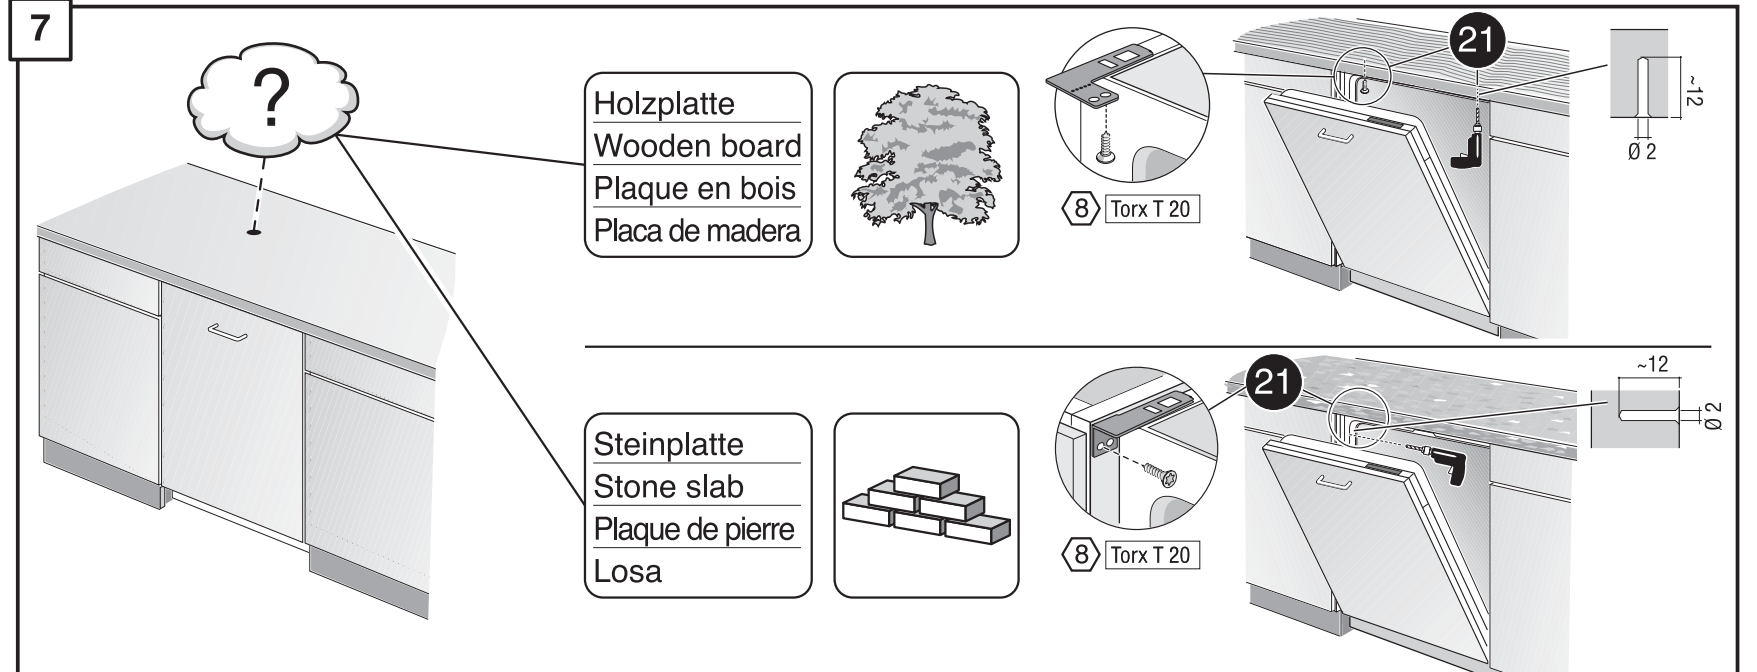 7
?
Holzplatte
Wooden board
Plaque en bois
Placa de madera
8 Torx T 20
21
~12
Ø 2
Steinplatte
Stone slab
Plaque de pierre
Losa
8 Torx T 20
21
~12
Ø 2